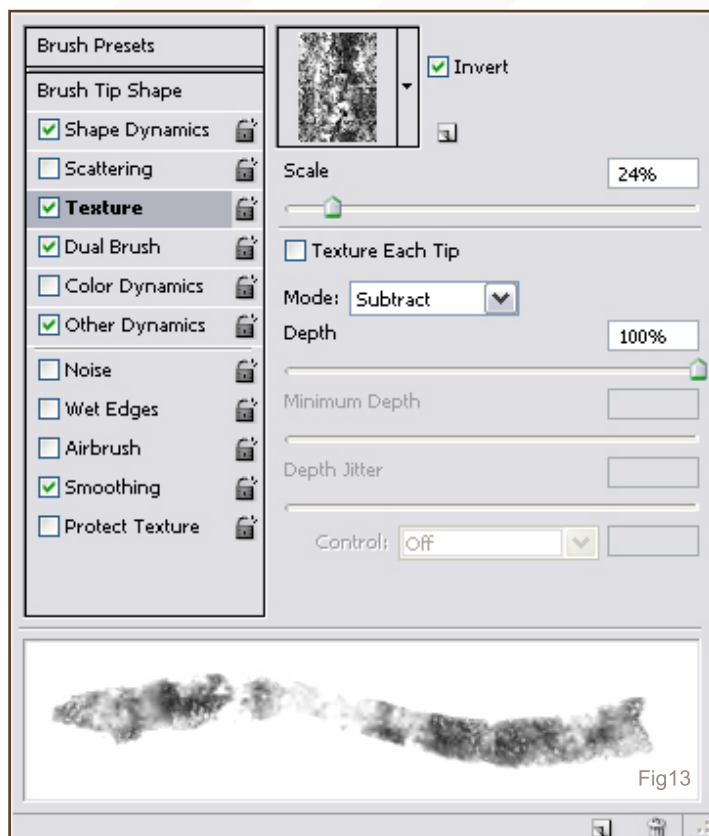 Brush Presets
Brush Tip Shape
Shape Dynamics
Scattering
Texture
Dual Brush
Color Dynamics
Other Dynamics
Noise
Wet Edges
Airbrush
Smoothing
Protect Texture
Invert
Scale 24%
Texture Each Tip
Mode: Subtract
Depth 100%
Minimum Depth
Depth Jitter
Control: Off
Fig13